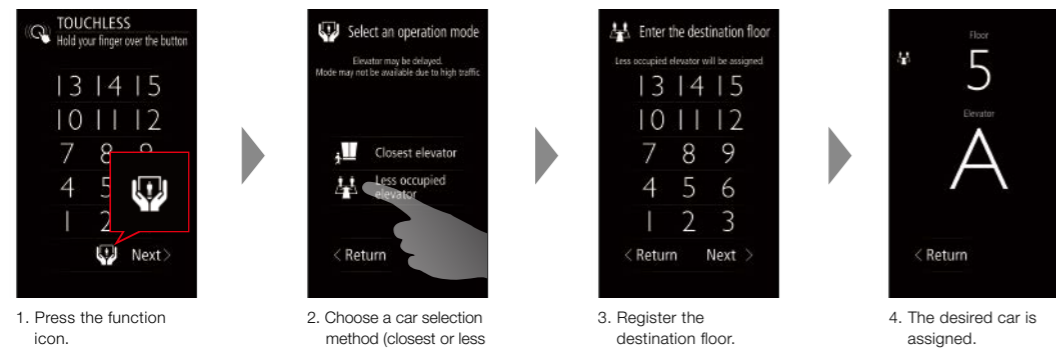 TOUCHLESS
Hold your finger over the button
13 14 15
10 11 12
7 8 9
4 5
1 2
Next >
1. Press the function
icon.
Select an operation mode
Elevator may be delayed.
Mode may not be available due to high traffic
Closest elevator
Less occupied
elevator
< Return
2. Choose a car selection
method (closest or less
Enter the destination floor
Less occupied elevator will be assigned
13 14 15
10 11 12
7 8 9
4 5 6
1 2 3
< Return Next >
3. Register the
destination floor.
Floor
5
Elevator
A
< Return
4. The desired car is
assigned.